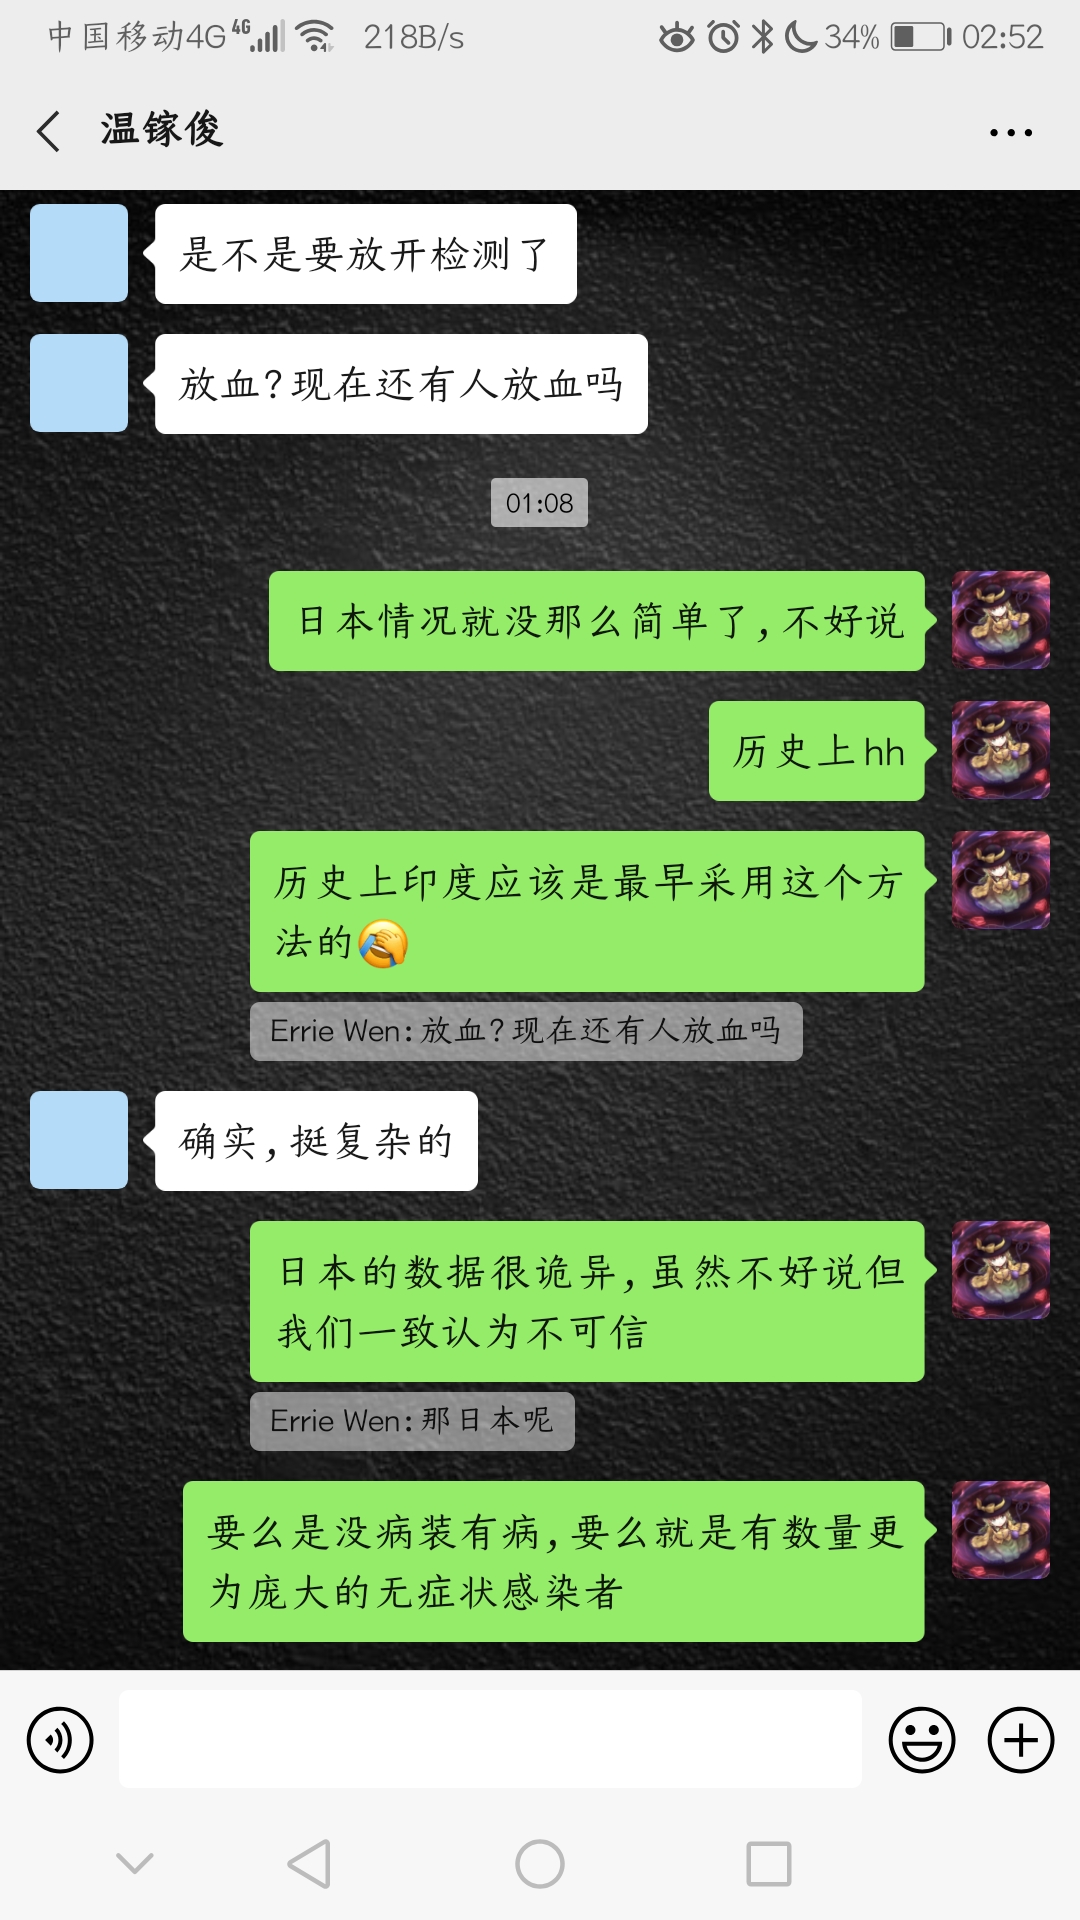 中国移动4G 4G 218B/s 34% 02:52
温镓俊
是不是要放开检测了
放血?现在还有人放血吗
01:08
日本情况就没那么简单了,不好说
历史上hh
历史上印度应该是最早采用这个方
法的🤦
Errie Wen:放血?现在还有人放血吗
确实,挺复杂的
日本的数据很诡异,虽然不好说但
我们一致认为不可信
Errie Wen:那日本呢
要么是没病装有病,要么就是有数量更
为庞大的无症状感染者